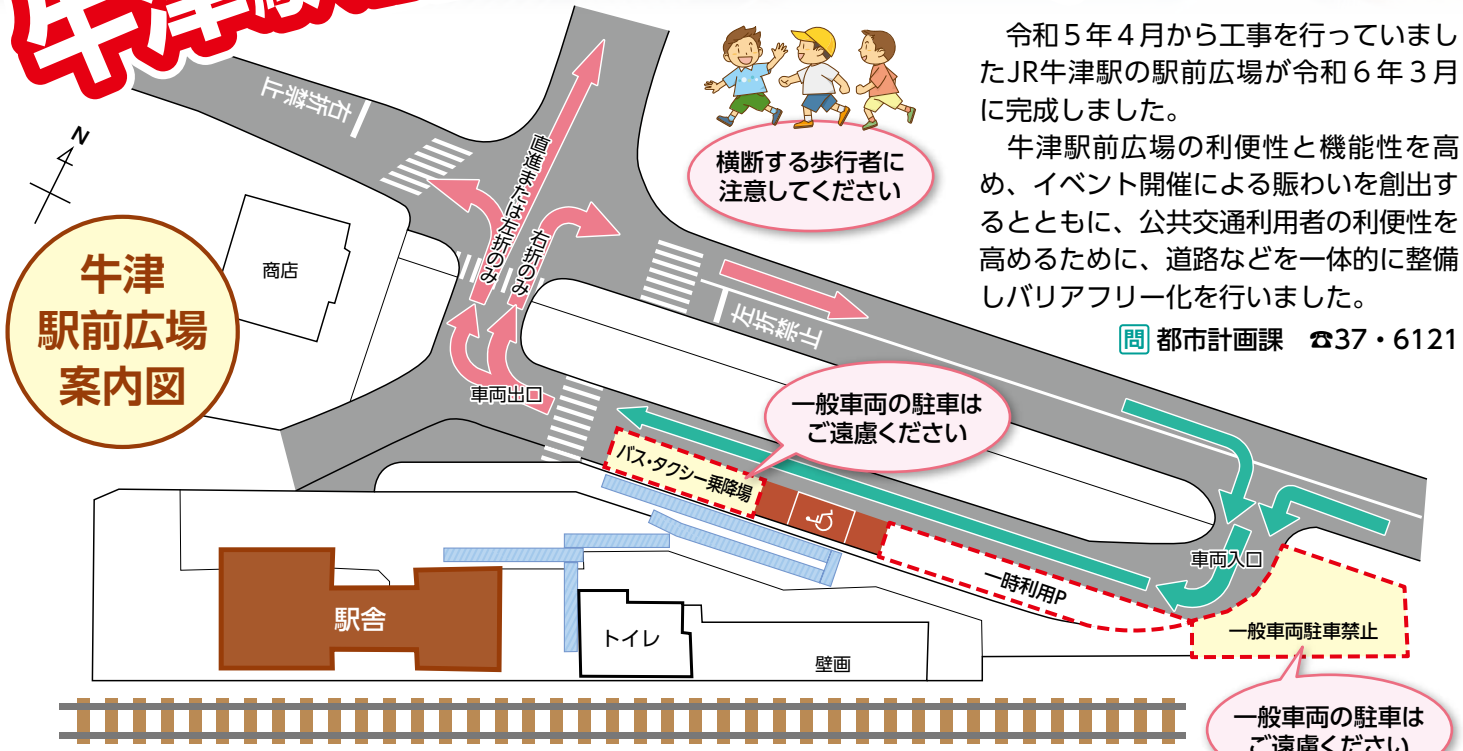 牛津駅
令和５年４月から工事を行っていまし
たJR牛津駅の駅前広場が令和６年３月
に完成しました。
牛津駅前広場の利便性と機能性を高
め、イベント開催による賑わいを創出す
るとともに、公共交通利用者の利便性を
高めるために、道路などを一体的に整備
しバリアフリー化を行いました。
問 都市計画課 ☎37・6121
横断する歩行者に
注意してください
右折禁止
N
直進または左折のみ
右折のみ
牛津
駅前広場
案内図
商店
左折禁止
車両出口
一般車両の駐車は
ご遠慮ください
バス・タクシー乗降場
車両入口
一時利用P
駅舎
トイレ
壁画
一般車両駐車禁止
一般車両の駐車は
ご遠慮ください